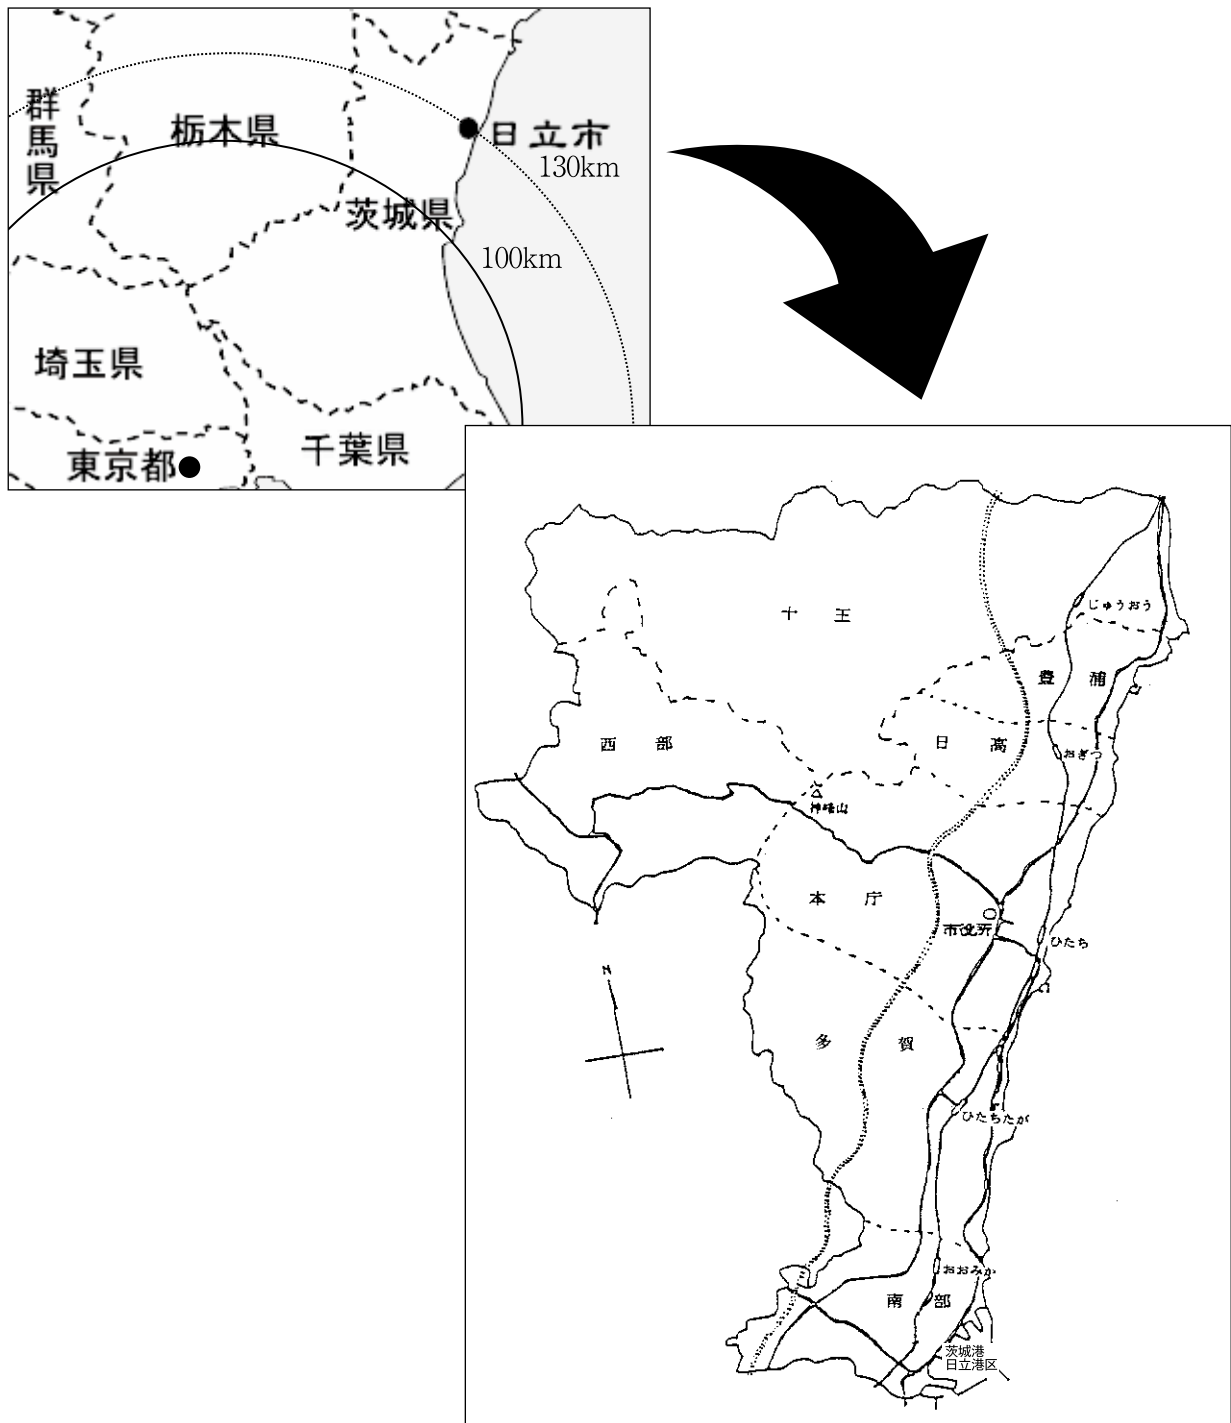 群馬県
栃木県
日立市
130km
茨城県
100km
埼玉県
千葉県
東京都
十王
じゅうおう
豊浦
西部
日高
おぎつ
神峰山
本庁
市役所
ひたち
N
多賀
ひたちたが
おおみか
南部
茨城港
日立港区